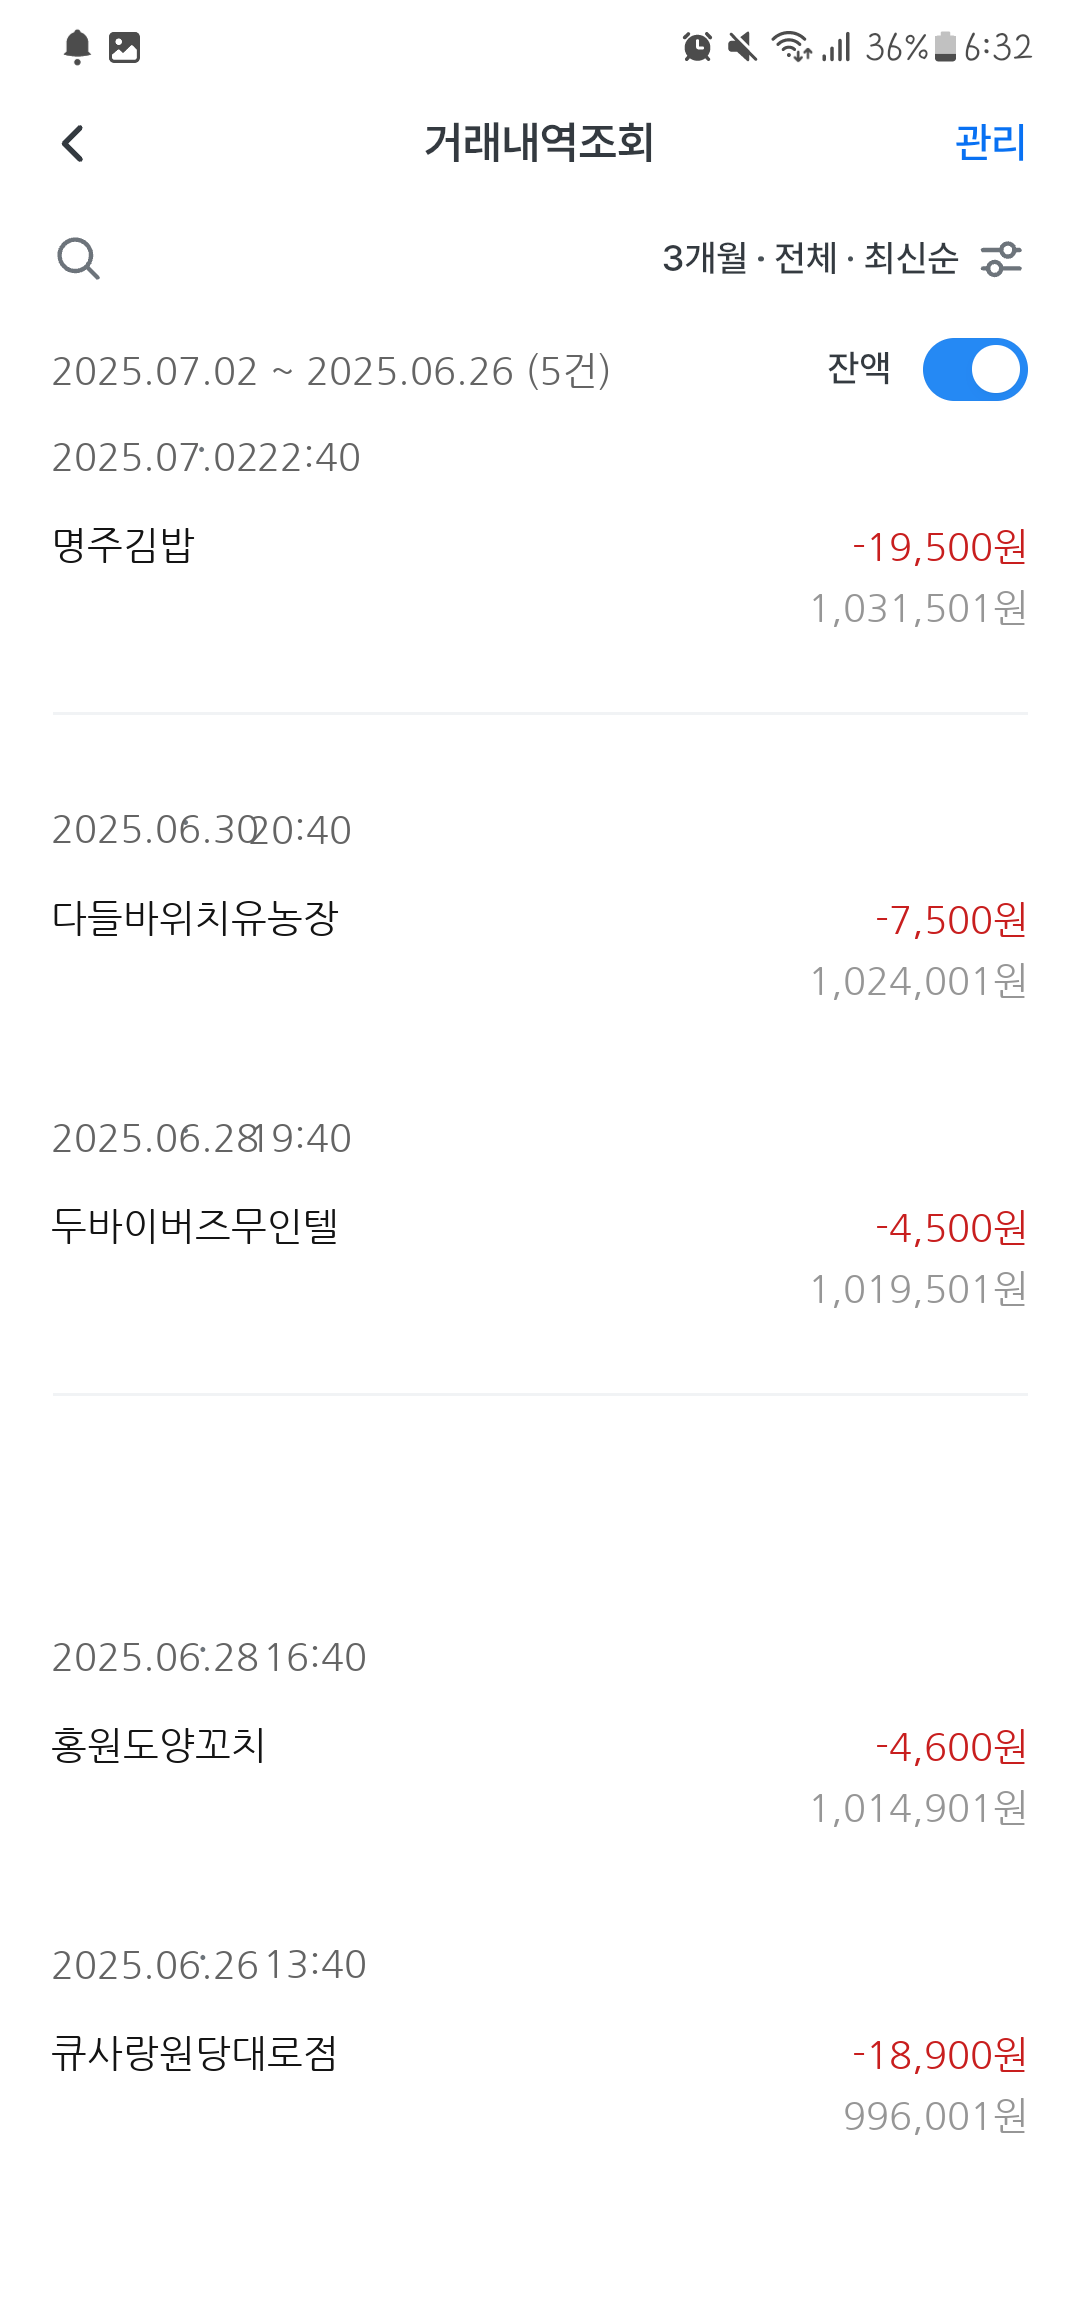 36% 6:32
거래내역조회 관리
3개월 · 전체 · 최신순
2025.07.02 ~ 2025.06.26 (5건) 잔액
2025.07.02 · 22:40
명주김밥 -19,500원
1,031,501원
2025.06.30 · 20:40
다들바위치유농장 -7,500원
1,024,001원
2025.06.28 · 19:40
두바이버즈무인텔 -4,500원
1,019,501원
2025.06.28 · 16:40
홍원도양꼬치 -4,600원
1,014,901원
2025.06.26 · 13:40
큐사랑원당대로점 -18,900원
996,001원